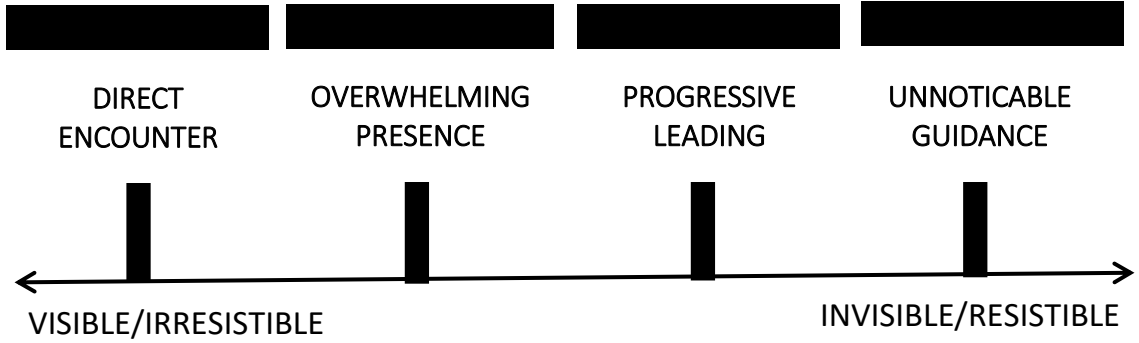 DIRECT
ENCOUNTER
OVERWHELMING
PRESENCE
PROGRESSIVE
LEADING
UNNOTICABLE
GUIDANCE
VISIBLE/IRRESISTIBLE
INVISIBLE/RESISTIBLE